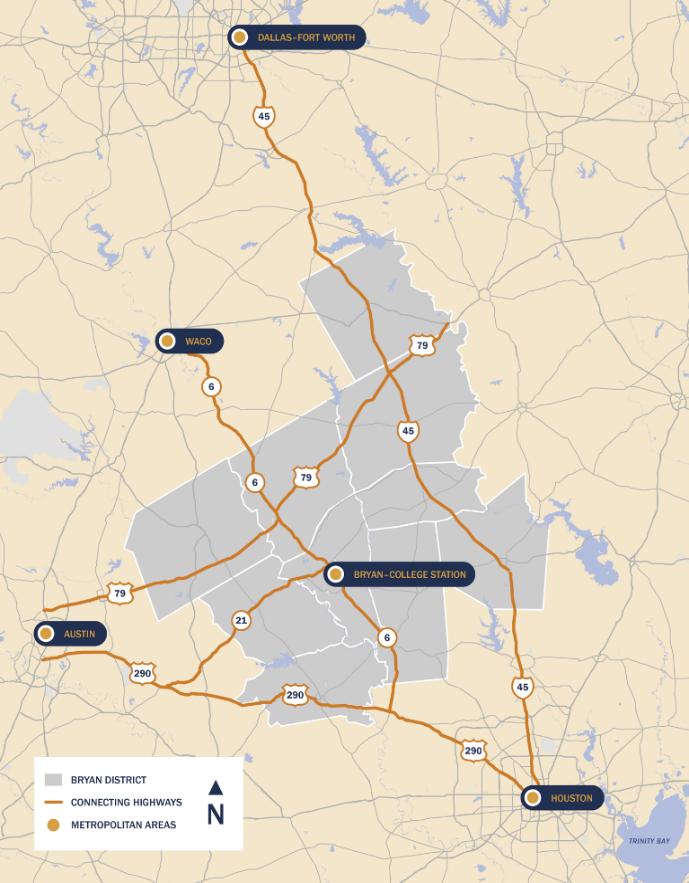 DALLAS–FORT WORTH
45
WACO
79
6
45
6
79
BRYAN–COLLEGE STATION
79
21
AUSTIN
6
290
45
290
290
BRYAN DISTRICT
CONNECTING HIGHWAYS
METROPOLITAN AREAS
N
HOUSTON
TRINITY BAY